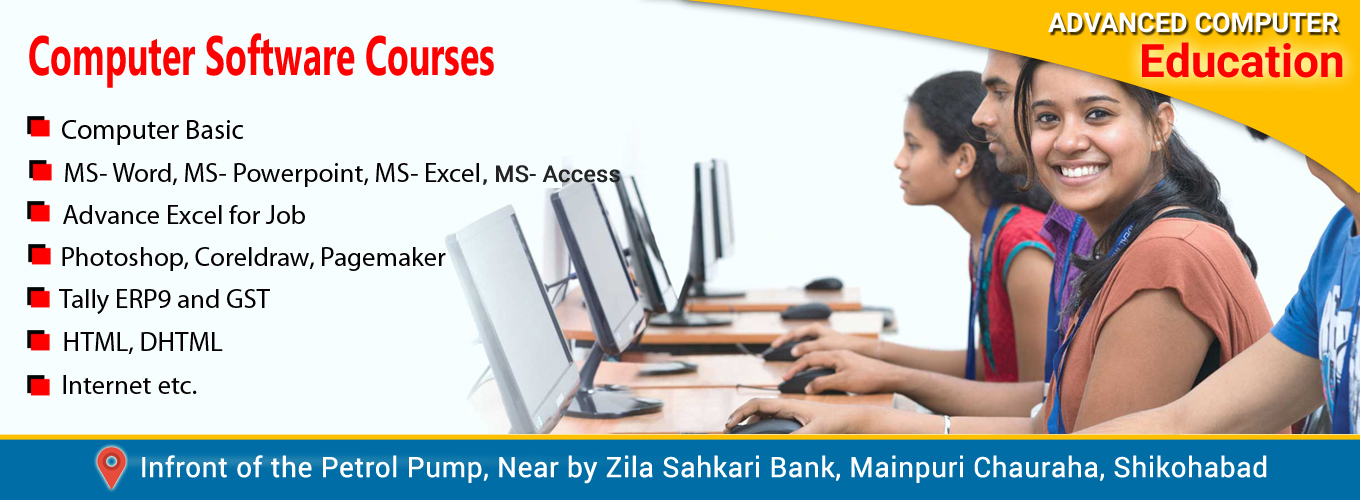 ADVANCED COMPUTER
Education
Computer Software Courses
Computer Basic
MS- Word, MS- Powerpoint, MS- Excel, MS- Access
Advance Excel for Job
Photoshop, Coreldraw, Pagemaker
Tally ERP9 and GST
HTML, DHTML
Internet etc.
Infront of the Petrol Pump, Near by Zila Sahkari Bank, Mainpuri Chauraha, Shikohabad